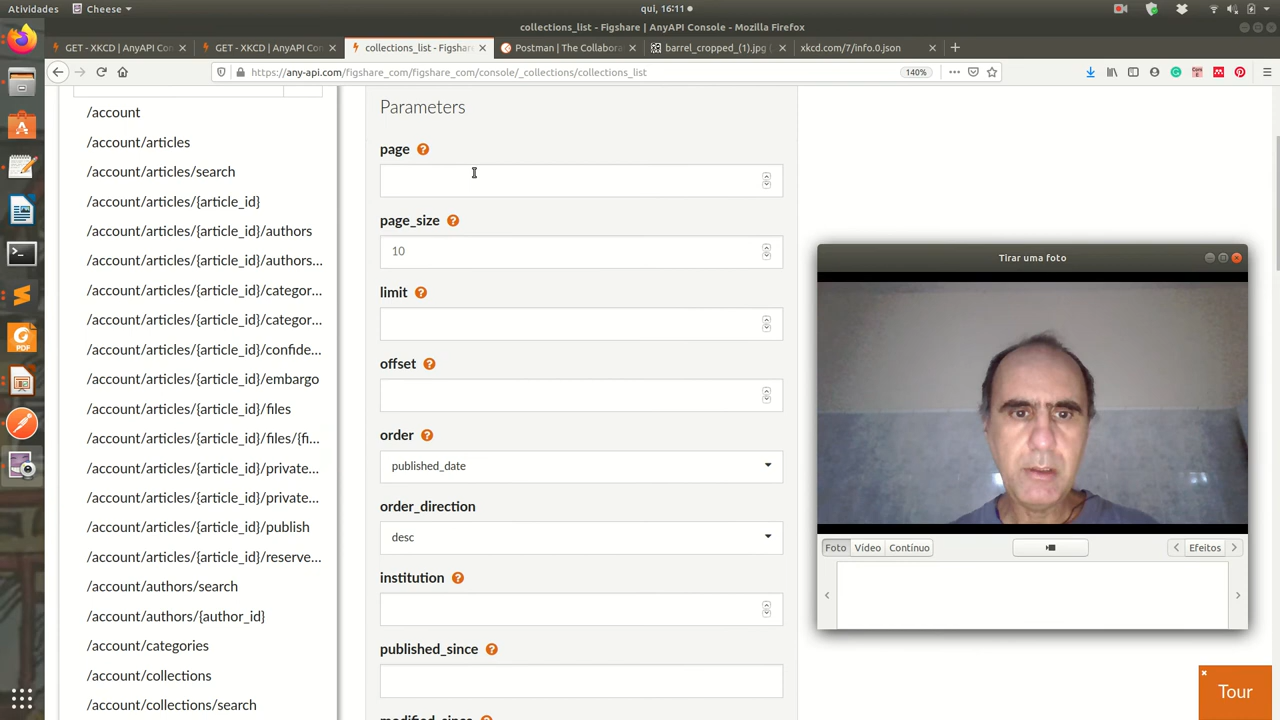 Atividades
Cheese
qui, 16:11
collections_list - Figshare | AnyAPI Console - Mozilla Firefox
GET - XKCD | AnyAPI Con
GET - XKCD | AnyAPI Con
collections_list - Figshare
Postman | The Collabora
barrel_cropped_(1).jpg (
xkcd.com/7/info.0.json
https://any-api.com/figshare_com/figshare_com/console/_collections/collections_list
140%
/account
/account/articles
/account/articles/search
/account/articles/{article_id}
/account/articles/{article_id}/authors
/account/articles/{article_id}/authors...
/account/articles/{article_id}/categor...
/account/articles/{article_id}/categor...
/account/articles/{article_id}/confide...
/account/articles/{article_id}/embargo
/account/articles/{article_id}/files
/account/articles/{article_id}/files/{fi...
/account/articles/{article_id}/private...
/account/articles/{article_id}/private...
/account/articles/{article_id}/publish
/account/articles/{article_id}/reserve...
/account/authors/search
/account/authors/{author_id}
/account/categories
/account/collections
/account/collections/search
Parameters
page ?
page_size ?
10
limit ?
offset ?
order ?
published_date
order_direction
desc
institution ?
published_since ?
modified_since ?
Tirar uma foto
Foto
Vídeo
Contínuo
Efeitos
Tour
PDF